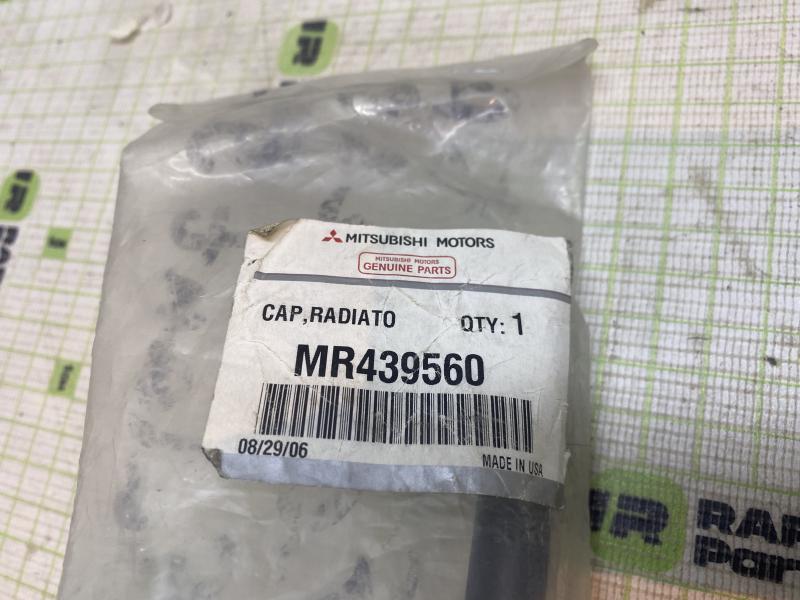 MITSUBISHI MOTORS
MITSUBISHI MOTORS
GENUINE PARTS
CAP,RADIATO QTY: 1
MR439560
08/29/06 MADE IN USA